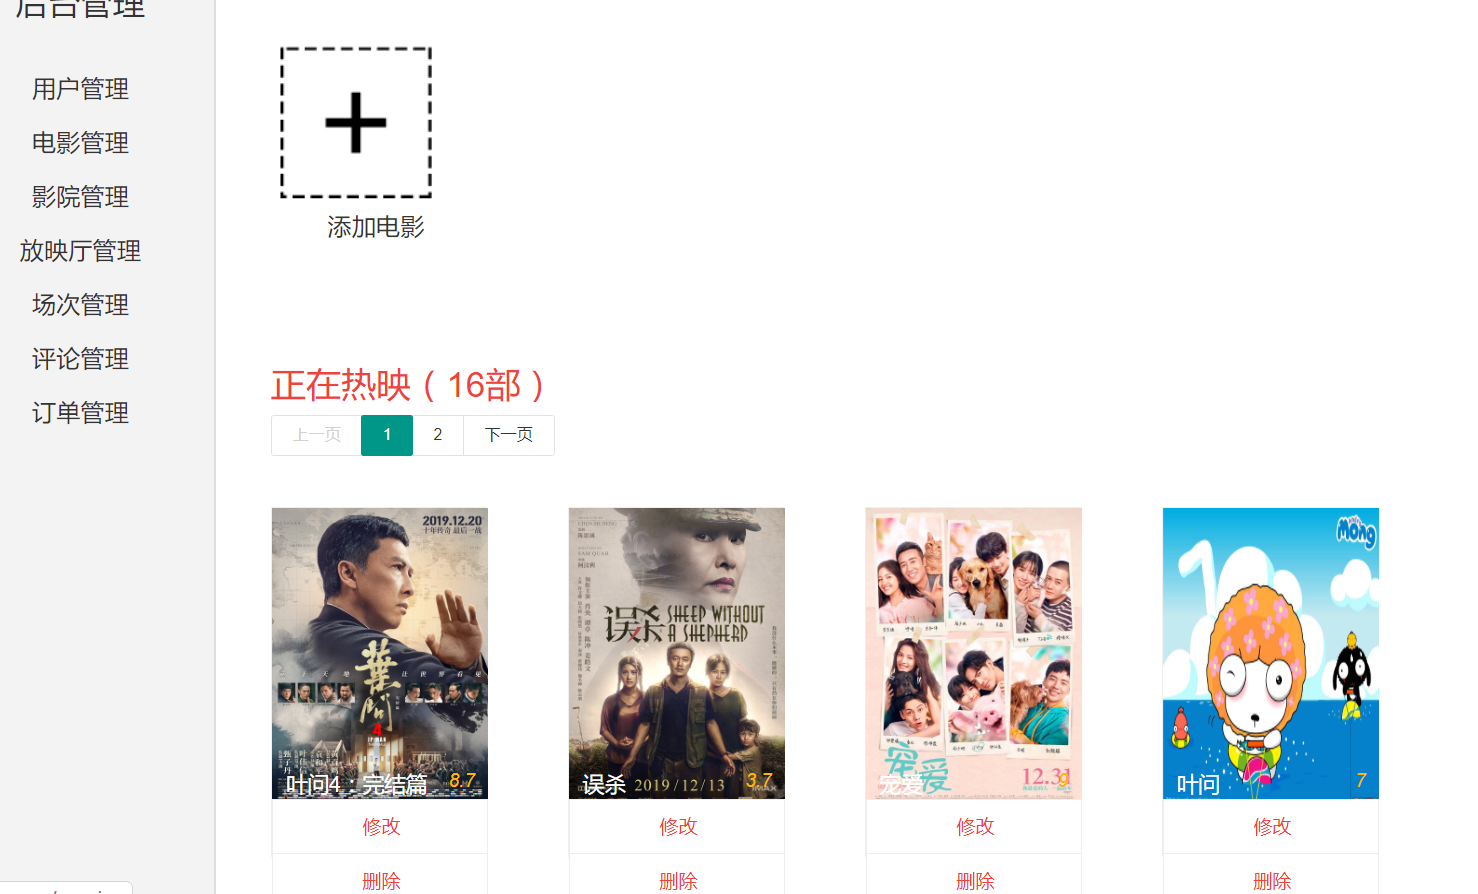 后台管理
用户管理
电影管理
影院管理
放映厅管理
场次管理
评论管理
订单管理
添加电影
正在热映（16部）
上一页 1 2 下一页
2019.12.20
十年传奇 最后一战
葉問
4
IP MAN
叶问4：完结篇 8.7
修改
删除
误杀 SHEEP WITHOUT
A SHEPHERD
2019/12/13
误杀 3.7
修改
删除
宠爱
12.31
宠爱 9
修改
删除
Mong
叶问 7
修改
删除